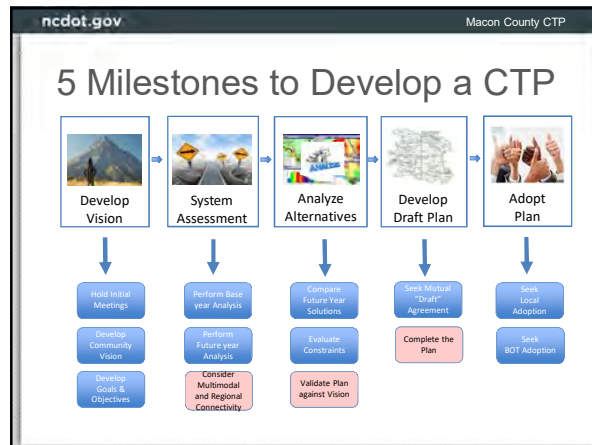 ncdot.gov
Macon County CTP
5 Milestones to Develop a CTP
ANALYSIS
Develop
Vision
System
Assessment
Analyze
Alternatives
Develop
Draft Plan
Adopt
Plan
Hold Initial
Meetings
Develop
Community
Vision
Develop
Goals &
Objectives
Perform Base
year Analysis
Perform
Future year
Analysis
Consider
Multimodal
and Regional
Connectivity
Compare
Future Year
Solutions
Evaluate
Constraints
Validate Plan
against Vision
Seek Mutual
"Draft"
Agreement
Complete the
Plan
Seek
Local
Adoption
Seek
BOT Adoption